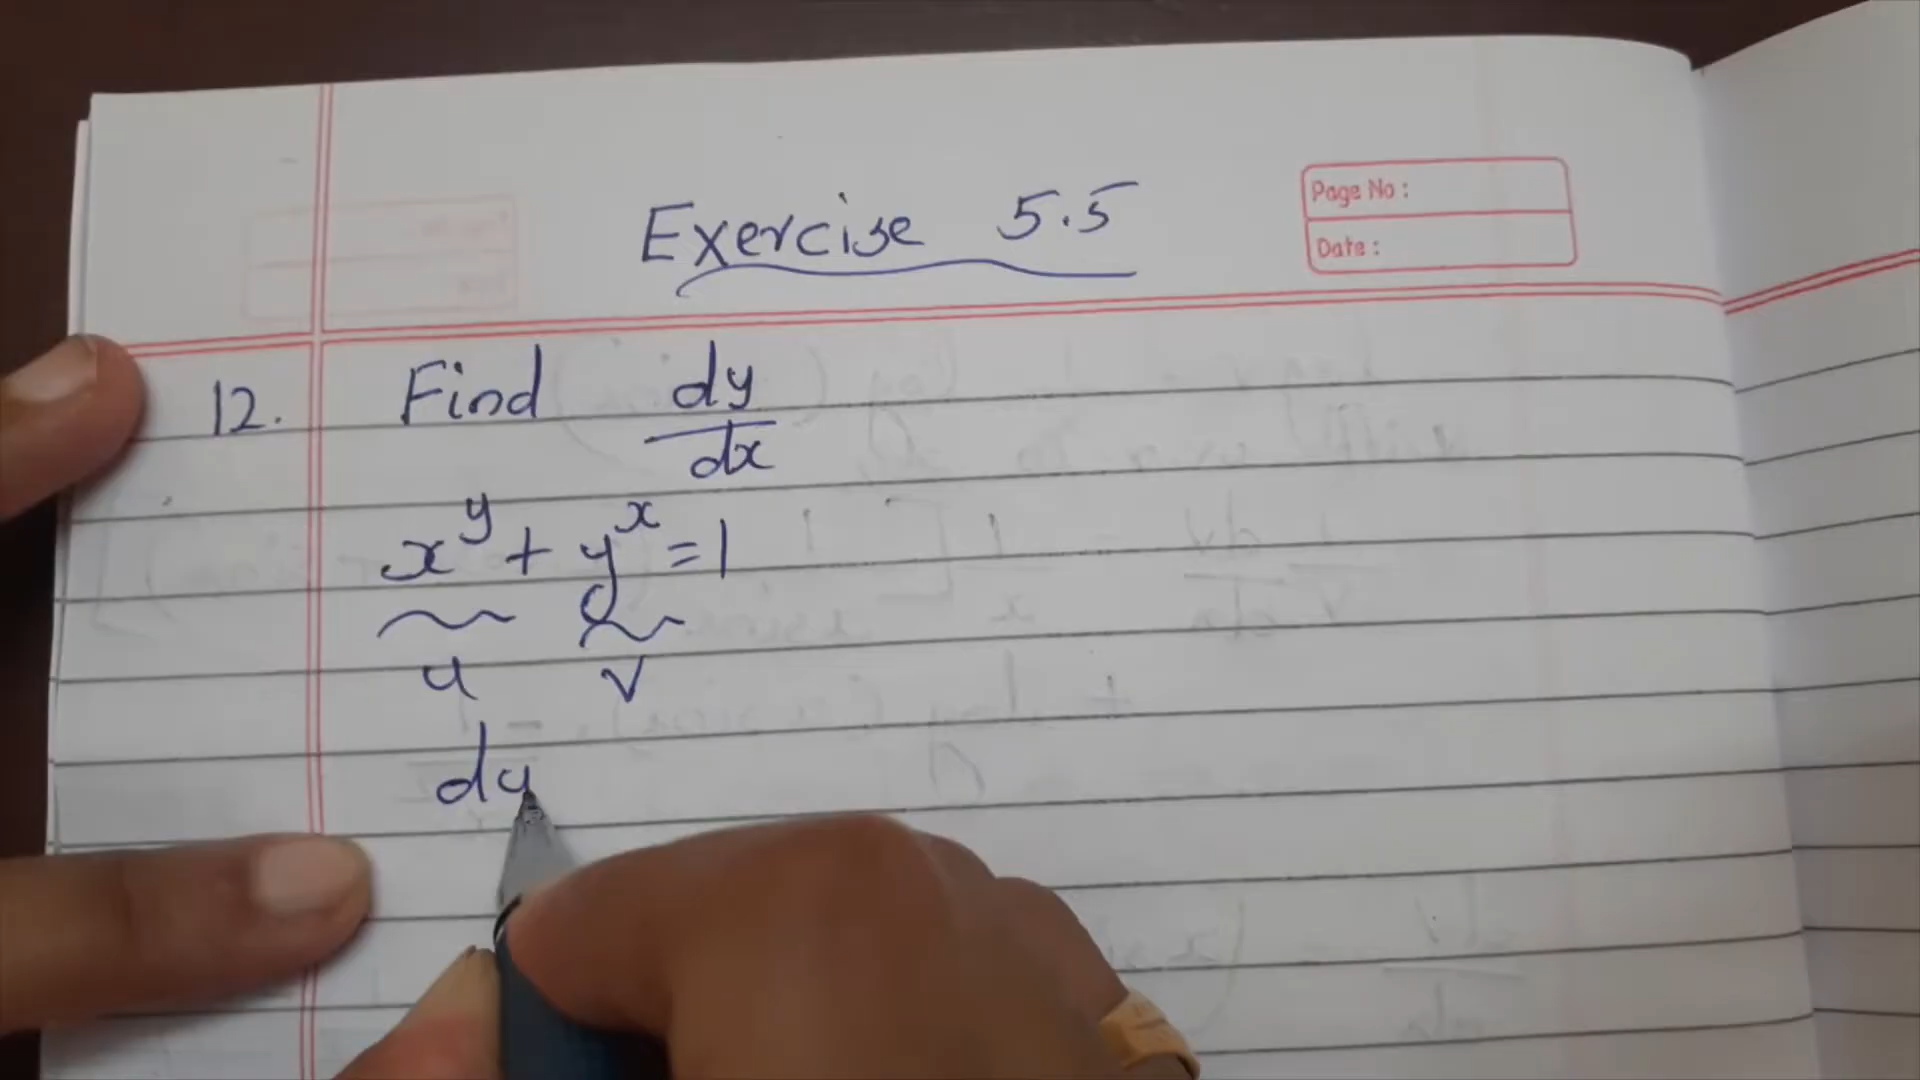 Exercise 5.5
Page No :
Date :
12. Find dy/dx
x^y + y^x = 1
u v
du